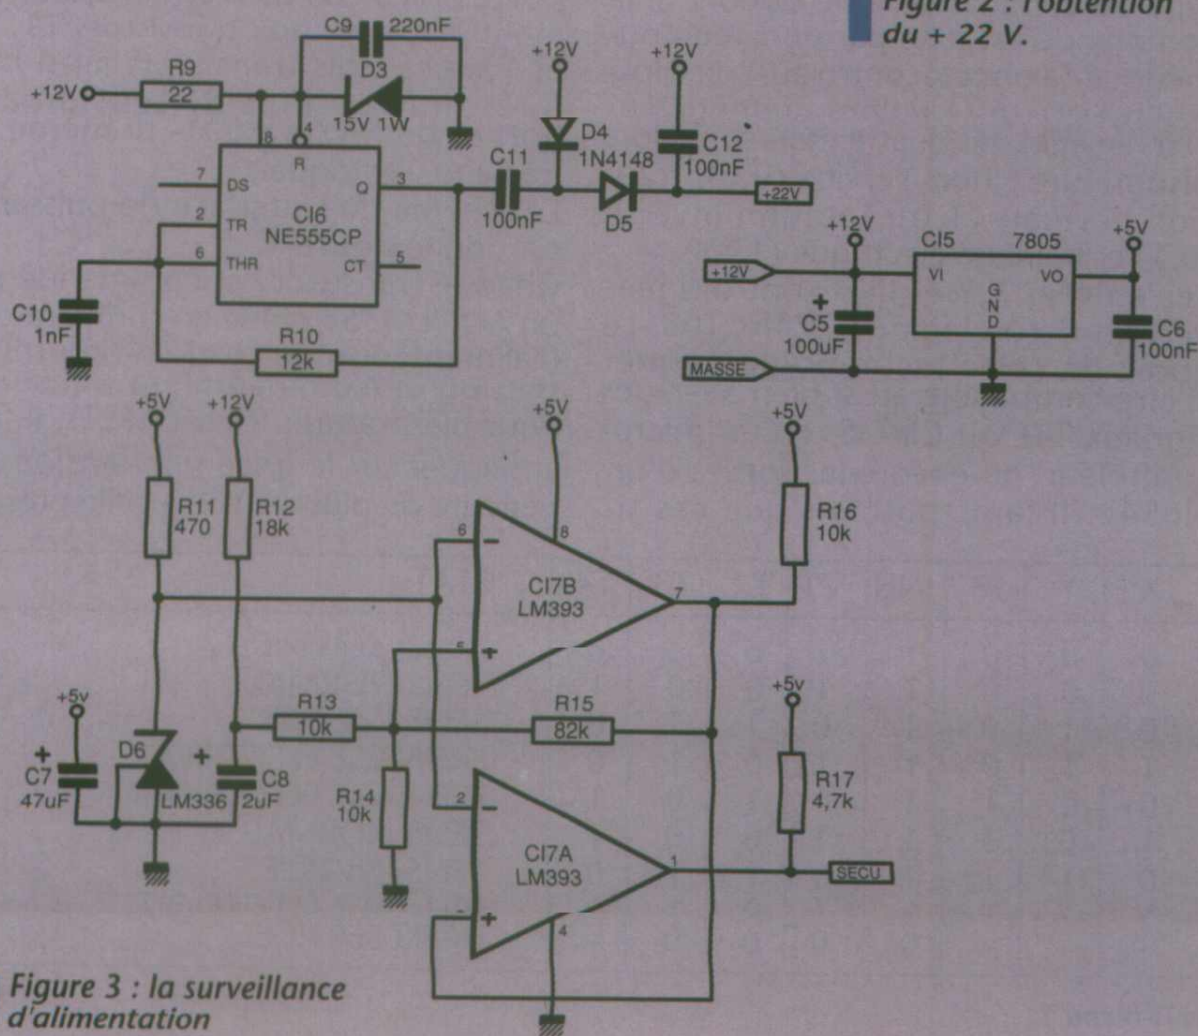 Figure 2 : l'obtention
du + 22 V.
C9 220nF
D3
15V 1W
+12V
R9
22
8
4
R
7
DS
2
TR
6
THR
Q
3
CI6
NE555CP
CT
5
C10
1nF
R10
12k
C11
100nF
+12V
D4
1N4148
D5
+12V
C12
100nF
+22V
+12V
+12V
C5
100uF
MASSE
CI5
7805
VI
VO
GND
+5V
C6
100nF
+5V
+12V
R11
470
R12
18k
+5V
6
8
-
CI7B
LM393
7
+
+5V
R16
10k
+5v
+
C7
47uF
D6
LM336
+
C8
2uF
R13
10k
R14
10k
R15
82k
2
-
CI7A
LM393
1
+
4
+5v
R17
4,7k
SECU
Figure 3 : la surveillance
d'alimentation